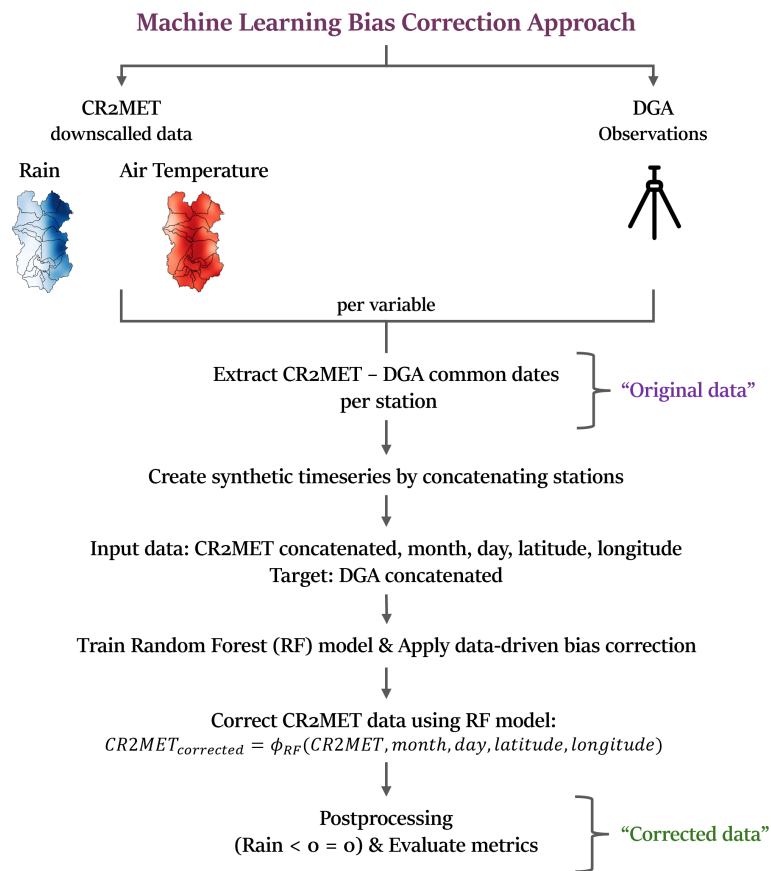 Machine Learning Bias Correction Approach
CR2MET
downscalled data
DGA
Observations
Rain
Air Temperature
per variable
Extract CR2MET – DGA common dates
per station
“Original data”
Create synthetic timeseries by concatenating stations
Input data: CR2MET concatenated, month, day, latitude, longitude
Target: DGA concatenated
Train Random Forest (RF) model & Apply data-driven bias correction
Correct CR2MET data using RF model:
CR2MET_corrected = ϕ_RF(CR2MET, month, day, latitude, longitude)
Postprocessing
(Rain < 0 = 0) & Evaluate metrics
“Corrected data”